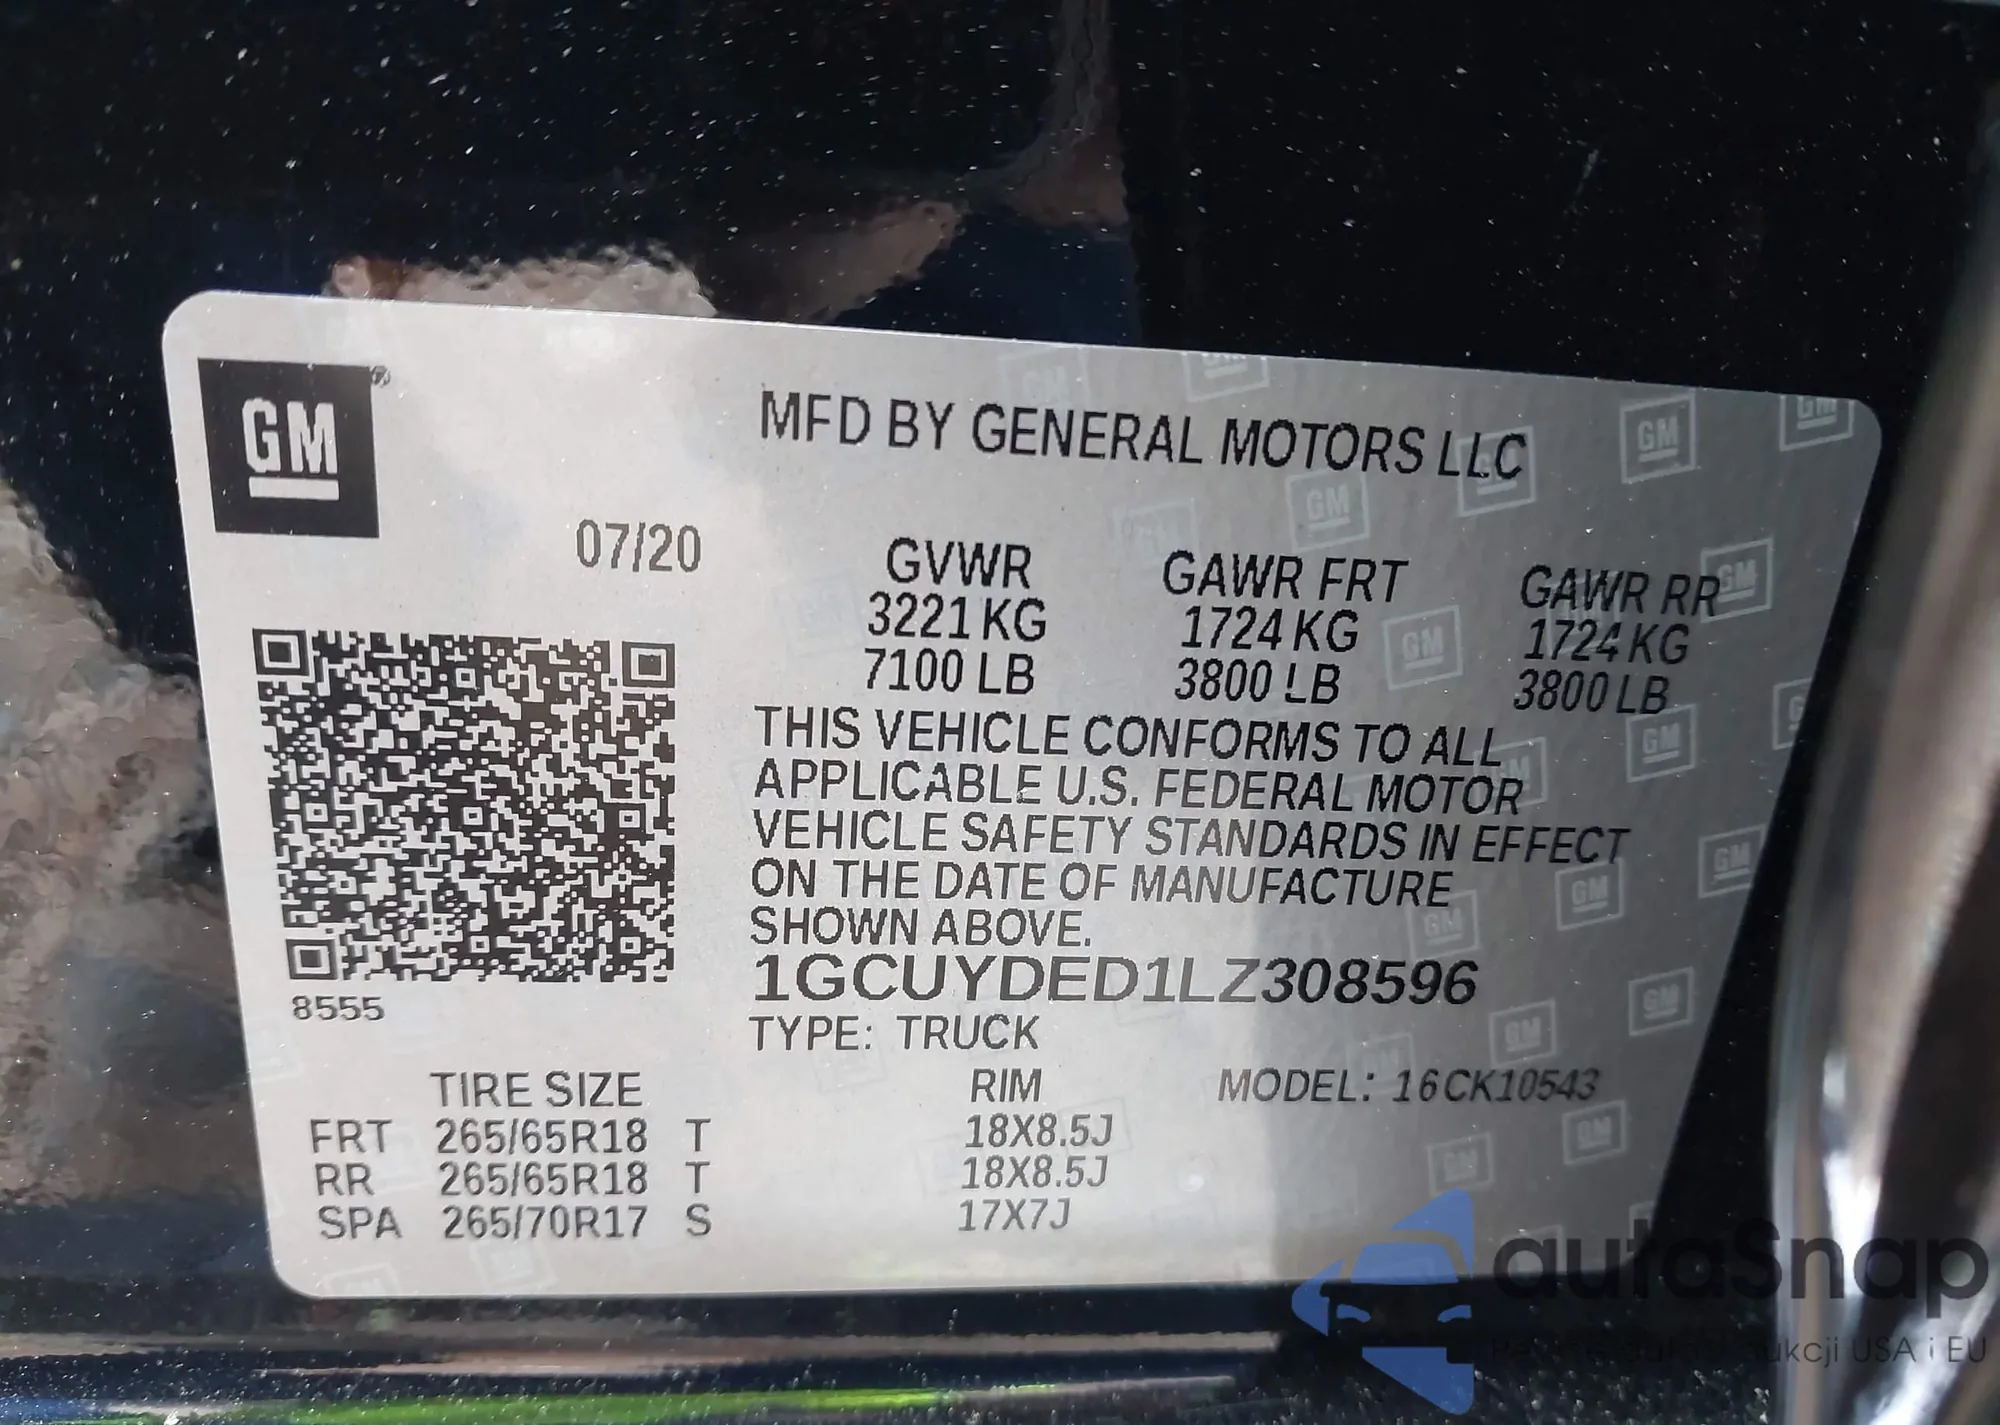 GM
MFD BY GENERAL MOTORS LLC
07/20
GVWR GAWR FRT GAWR RR
3221 KG 1724 KG 1724 KG
7100 LB 3800 LB 3800 LB
THIS VEHICLE CONFORMS TO ALL
APPLICABLE U.S. FEDERAL MOTOR
VEHICLE SAFETY STANDARDS IN EFFECT
ON THE DATE OF MANUFACTURE
SHOWN ABOVE.
1GCUYDED1LZ308596
8555
TYPE: TRUCK
TIRE SIZE RIM MODEL: 16CK10543
FRT 265/65R18 T 18X8.5J
RR 265/65R18 T 18X8.5J
SPA 265/70R17 S 17X7J
autaSnap
USA i EU